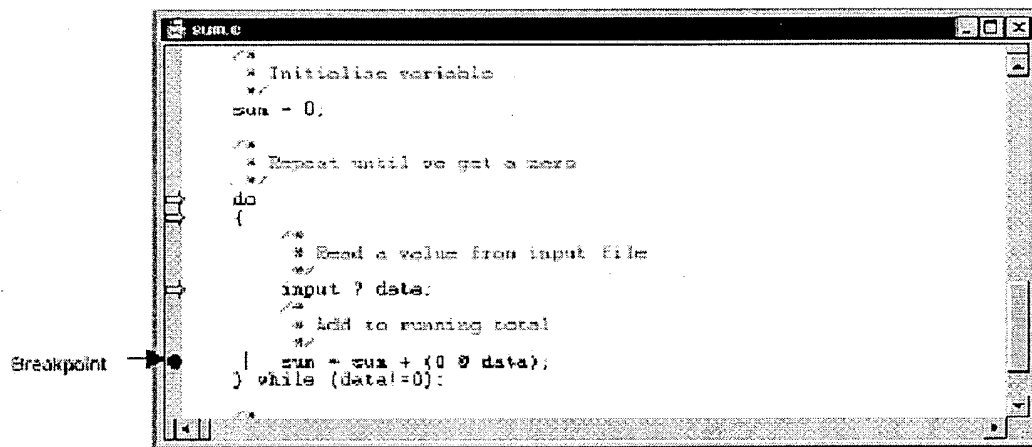 sum.c
/*
* Initialise variable
*/
sum = 0;
/*
* Repeat until we get a zero
*/
do
{
/*
* Read a value from input file
*/
input ? data;
/*
* Add to running total
*/
Breakpoint
sum = sum + (0 @ data);
} while (data!=0);
/*